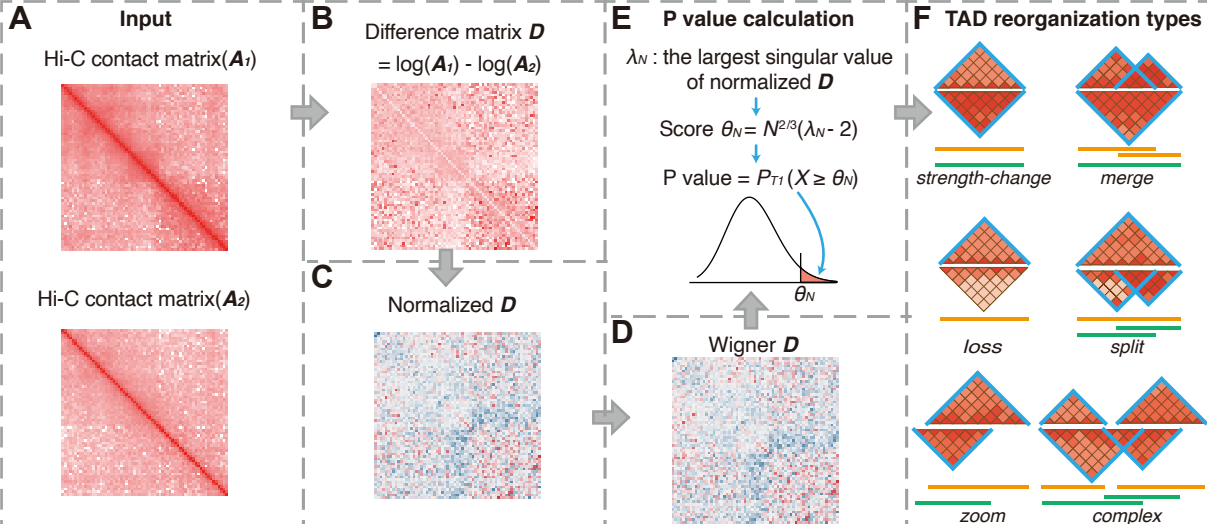 A
Input
Hi-C contact matrix(A1)
Hi-C contact matrix(A2)
B
Difference matrix D
= log(A1) - log(A2)
C
Normalized D
D
Wigner D
E
P value calculation
λN : the largest singular value
of normalized D
Score θN = N2/3(λN - 2)
P value = PT1(X ≥ θN)
θN
F
TAD reorganization types
strength-change
merge
loss
split
zoom
complex